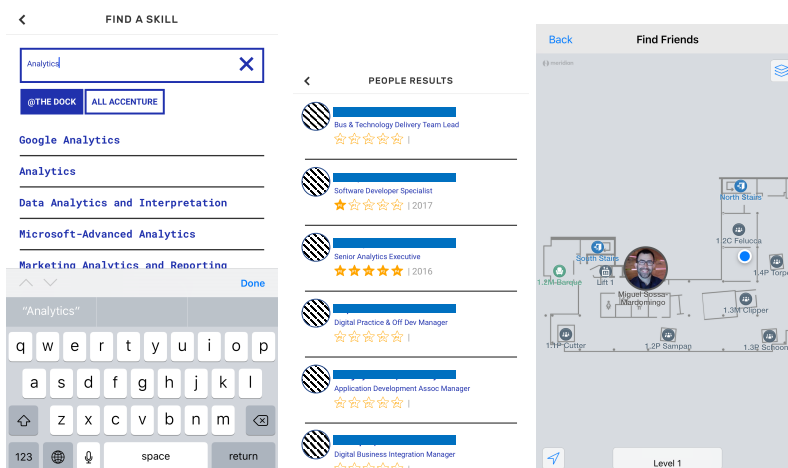 FIND A SKILL
Analytics
@THE DOCK
ALL ACCENTURE
Google Analytics
Analytics
Data Analytics and Interpretation
Microsoft-Advanced Analytics
Marketing Analytics and Reporting
Done
"Analytics"
q w e r t y u i o p
a s d f g h j k l
z x c v b n m
123
space
return
PEOPLE RESULTS
Bus & Technology Delivery Team Lead
|
Software Developer Specialist
| 2017
Senior Analytics Executive
| 2016
Digital Practice & Off Dev Manager
|
Application Development Assoc Manager
|
Digital Business Integration Manager
|
Back
Find Friends
meridian
North Stairs
1.2C Felucca
South Stairs
1.2M Barque
Lift 1
1.4P Torpe
Miguel Sossa
Mardomingo
1.3M Clipper
1.1P Cutter
1.2P Sampan
1.3P Schoon
Level 1